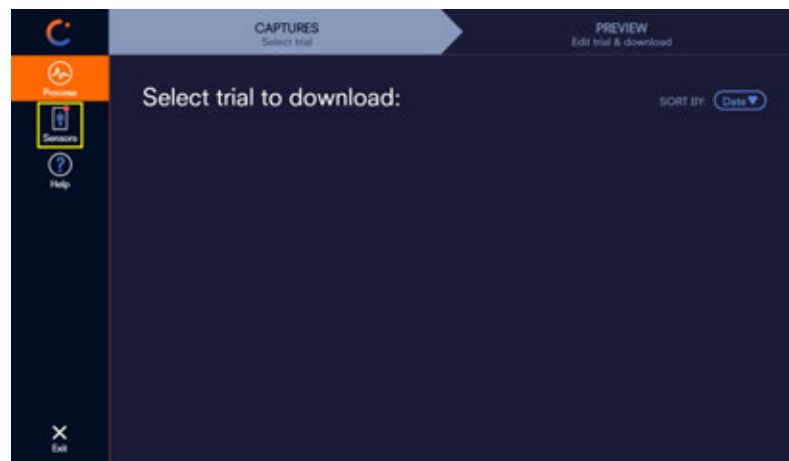 CAPTURES
Select trial
PREVIEW
Edit trial & download
Process
Sensors
Help
Select trial to download:
SORT BY: Date▼
Exit